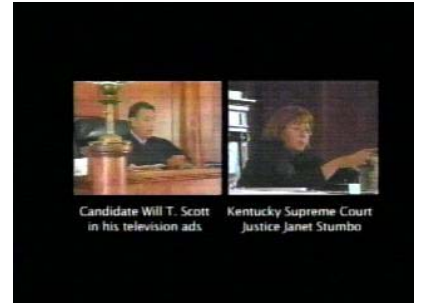 Candidate Will T. Scott
in his television ads
Kentucky Supreme Court
Justice Janet Stumbo